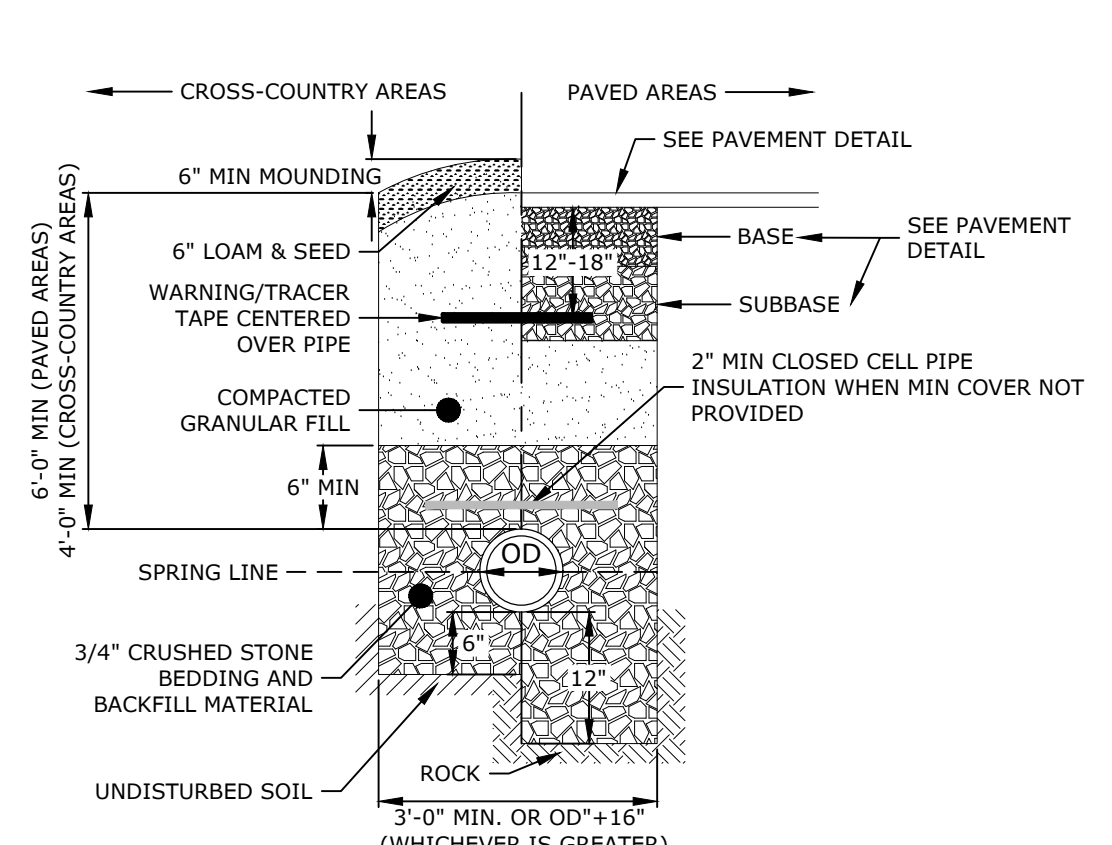 CROSS-COUNTRY AREAS
PAVED AREAS
SEE PAVEMENT DETAIL
6" MIN MOUNDING
6" LOAM & SEED
BASE
SEE PAVEMENT
DETAIL
12"-18"
WARNING/TRACER
TAPE CENTERED
OVER PIPE
SUBBASE
2" MIN CLOSED CELL PIPE
INSULATION WHEN MIN COVER NOT
PROVIDED
COMPACTED
GRANULAR FILL
6'-0" MIN (PAVED AREAS)
4'-0" MIN (CROSS-COUNTRY AREAS)
6" MIN
OD
SPRING LINE
6"
12"
3/4" CRUSHED STONE
BEDDING AND
BACKFILL MATERIAL
ROCK
UNDISTURBED SOIL
3'-0" MIN. OR OD"+16"
(WHICHEVER IS GREATER)